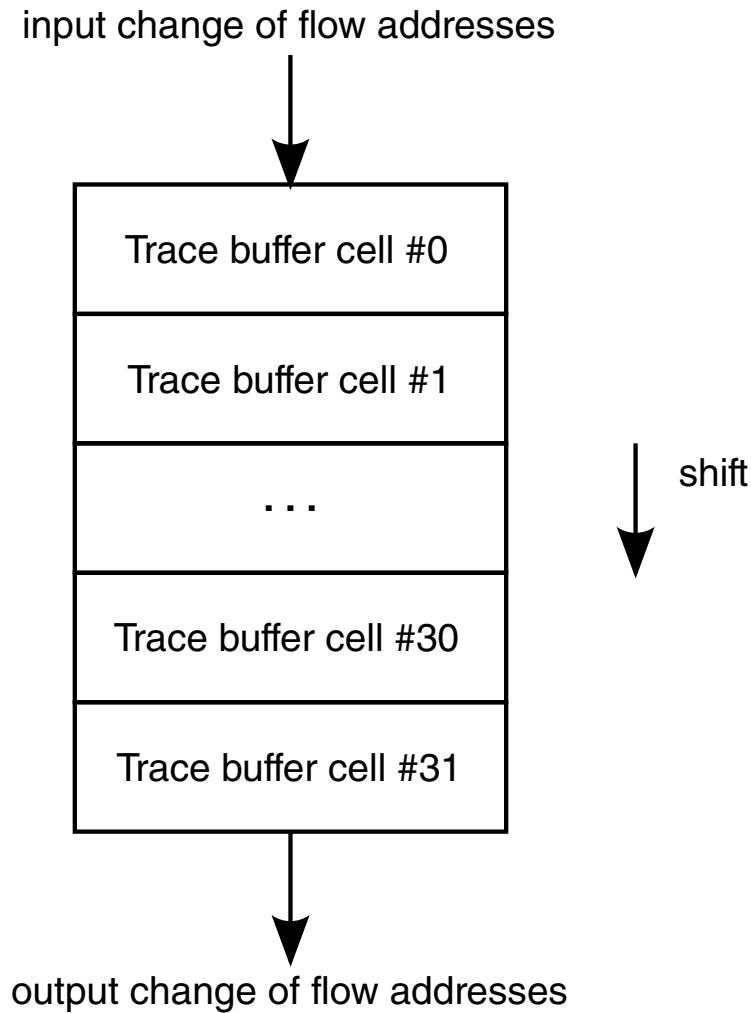 input change of flow addresses
Trace buffer cell #0
Trace buffer cell #1
...
shift
Trace buffer cell #30
Trace buffer cell #31
output change of flow addresses